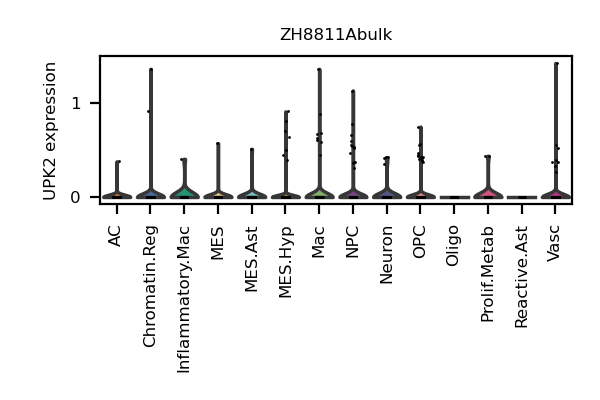 ZH8811Abulk
UPK2 expression
1
0
AC
Chromatin.Reg
Inflammatory.Mac
MES
MES.Ast
MES.Hyp
Mac
NPC
Neuron
OPC
Oligo
Prolif.Metab
Reactive.Ast
Vasc